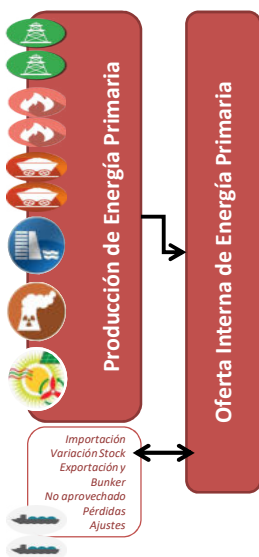 Producción de Energía Primaria
Oferta Interna de Energía Primaria
Importación
Variación Stock
Exportación y
Bunker
No aprovechado
Pérdidas
Ajustes